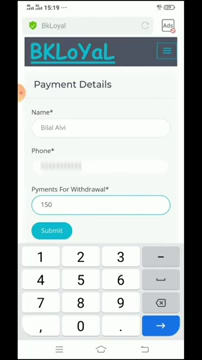 15:19
BkLoyal
Ads
BKLoYaL
Payment Details
Name*
Bilal Alvi
Phone*
Pyments For Withdrawal*
150
Submit
1 2 3 -
4 5 6
7 8 9
, 0 .